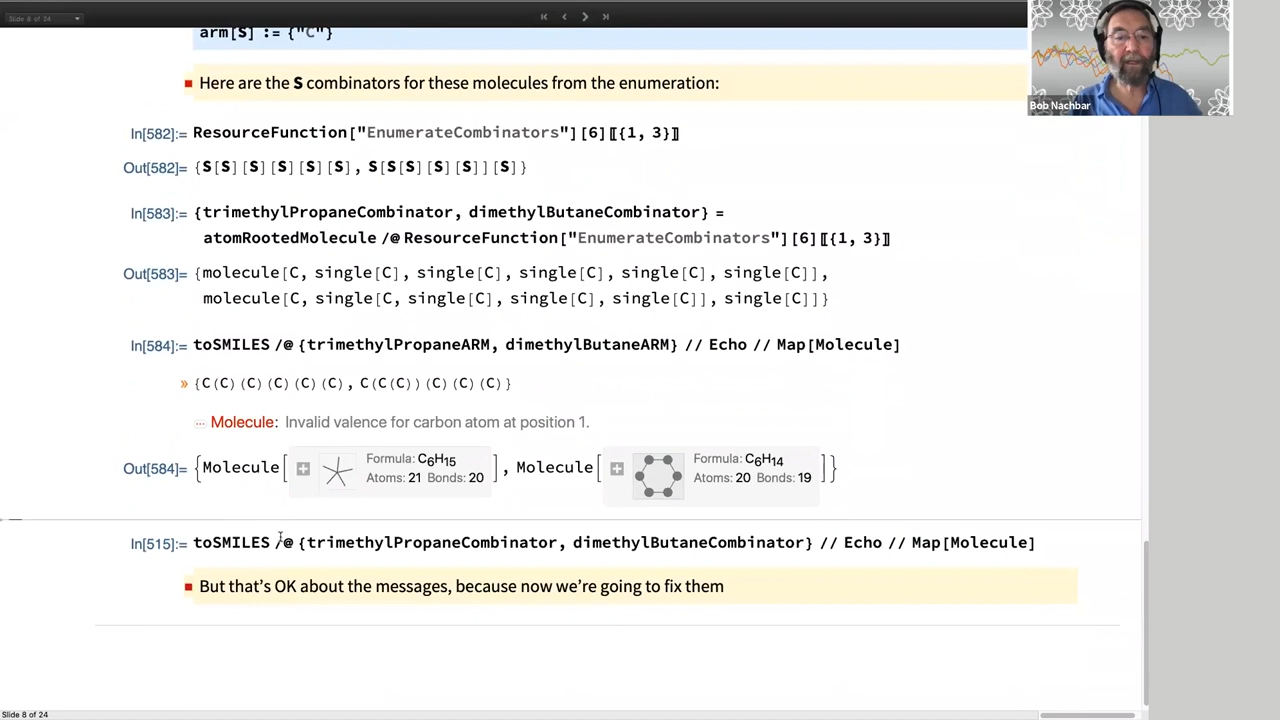 Slide 8 of 24
arm[S] := {"C"}
Bob Nachbar
Here are the S combinators for these molecules from the enumeration:
In[582]:= ResourceFunction["EnumerateCombinators"][6]〚{1, 3}〛
Out[582]= {S[S][S][S][S][S], S[S[S][S][S]][S]}
In[583]:= {trimethylPropaneCombinator, dimethylButaneCombinator} =
atomRootedMolecule /@ ResourceFunction["EnumerateCombinators"][6]〚{1, 3}〛
Out[583]= {molecule[C, single[C], single[C], single[C], single[C], single[C]],
molecule[C, single[C, single[C], single[C], single[C]], single[C]]}
In[584]:= toSMILES /@ {trimethylPropaneARM, dimethylButaneARM} // Echo // Map[Molecule]
» {C(C)(C)(C)(C)(C), C(C(C))(C)(C)(C)}
... Molecule: Invalid valence for carbon atom at position 1.
Out[584]= {Molecule[ Formula: C6H15 Atoms: 21 Bonds: 20 ], Molecule[ Formula: C6H14 Atoms: 20 Bonds: 19 ]}
In[515]:= toSMILES /@ {trimethylPropaneCombinator, dimethylButaneCombinator} // Echo // Map[Molecule]
But that's OK about the messages, because now we're going to fix them
Slide 8 of 24